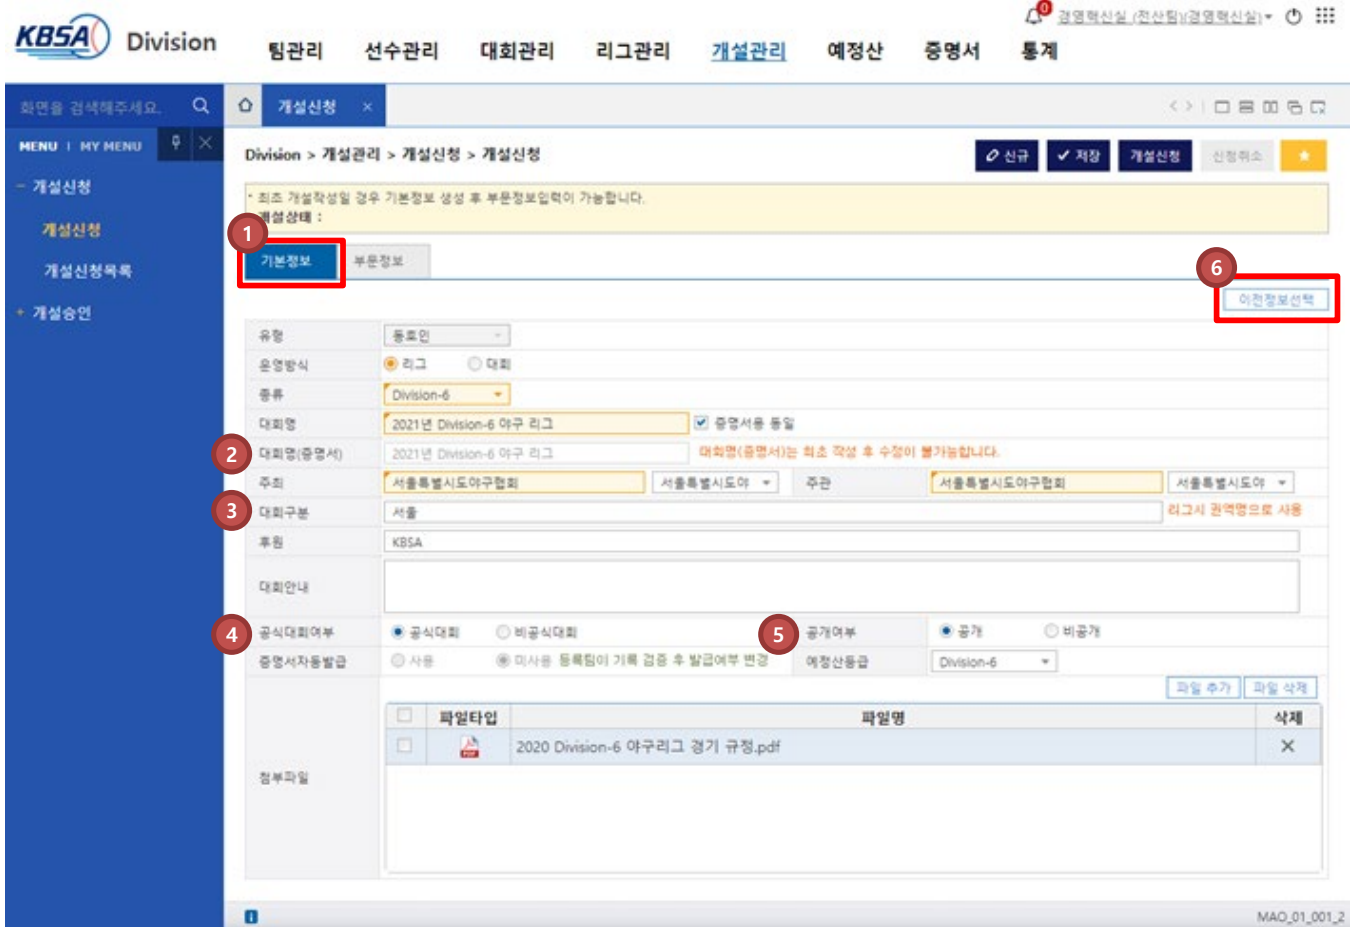 0
경영혁신실 (전산팀)(경영혁신실)
KBSA Division
팀관리 선수관리 대회관리 리그관리 개설관리 예정산 증명서 통계
화면을 검색해주세요.
개설신청 ×
MENU | MY MENU
Division > 개설관리 > 개설신청 > 개설신청
신규 저장 개설신청 신청취소
- 개설신청
개설신청
개설신청목록
+ 개설승인
* 최초 개설작성일 경우 기본정보 생성 후 부문정보입력이 가능합니다.
개설상태 :
1
기본정보 부문정보
6
이전정보선택
유형 동호인
운영방식 리그 대회
종류 Division-6
대회명 2021년 Division-6 야구 리그 증명서용 동일
2 대회명(증명서) 2021년 Division-6 야구 리그 대회명(증명서)는 최초 작성 후 수정이 불가능합니다.
주최 서울특별시도야구협회 서울특별시도야 주관 서울특별시도야구협회 서울특별시도야
3 대회구분 서울 리그시 권역명으로 사용
후원 KBSA
대회안내
4 공식대회여부 공식대회 비공식대회 5 공개여부 공개 비공개
증명서자동발급 사용 미사용 등록팀이 기록 검증 후 발급여부 변경 예정산등급 Division-6
파일 추가 파일 삭제
파일타입 파일명 삭제
2020 Division-6 야구리그 경기 규정.pdf
첨부파일
MAO_01_001_2